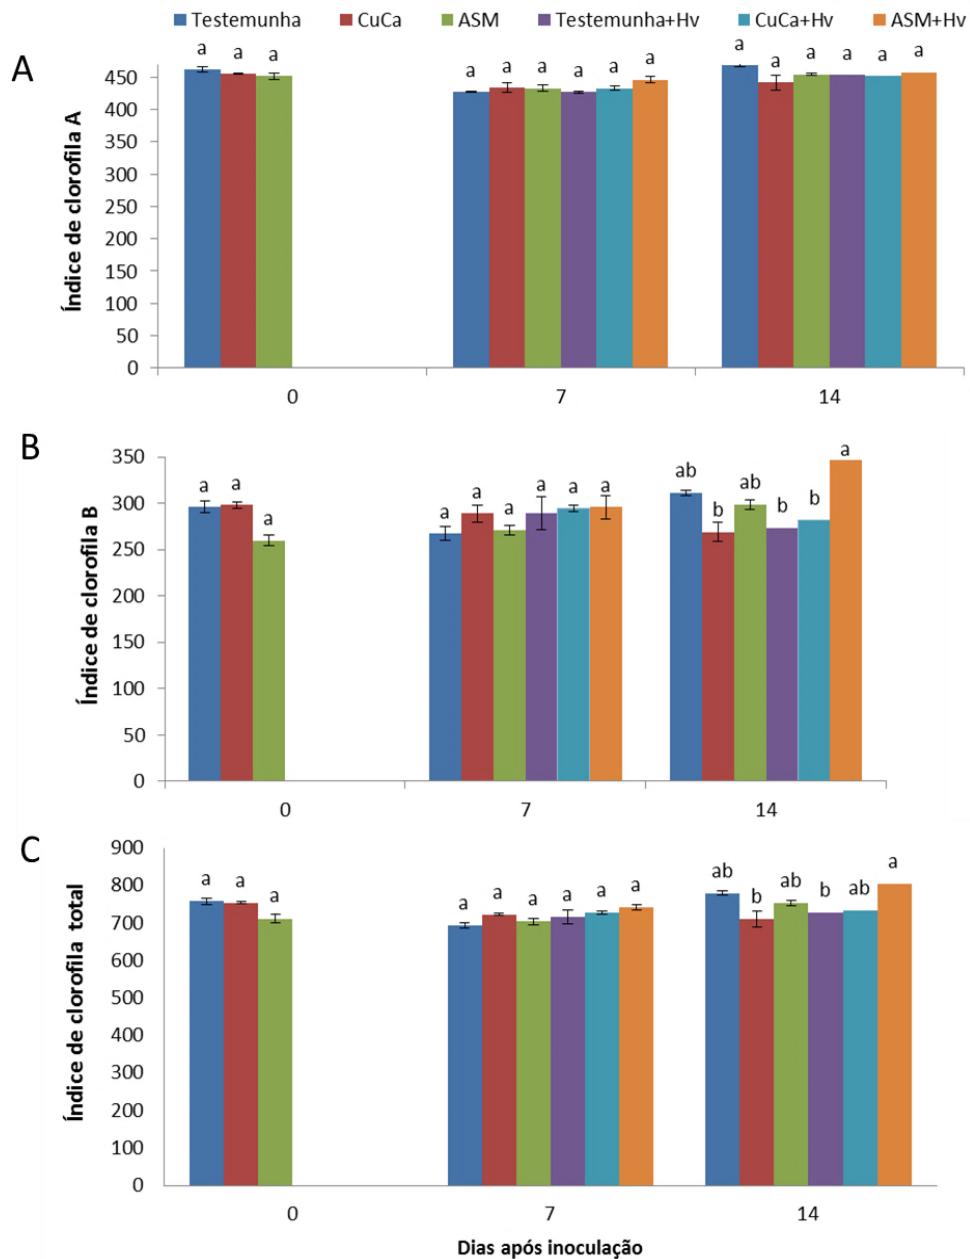 Testemunha CuCa ASM Testemunha+Hv CuCa+Hv ASM+Hv
A
Índice de clorofila A
450
400
350
300
250
200
150
100
50
0
a a a a a a a a a a a a a a a
0 7 14
B
Índice de clorofila B
350
300
250
200
150
100
50
0
a a a a a a a a a ab b ab b b a
0 7 14
C
Índice de clorofila total
900
800
700
600
500
400
300
200
100
0
a a a a a a a a a ab b ab b ab a
0 7 14
Dias após inoculação